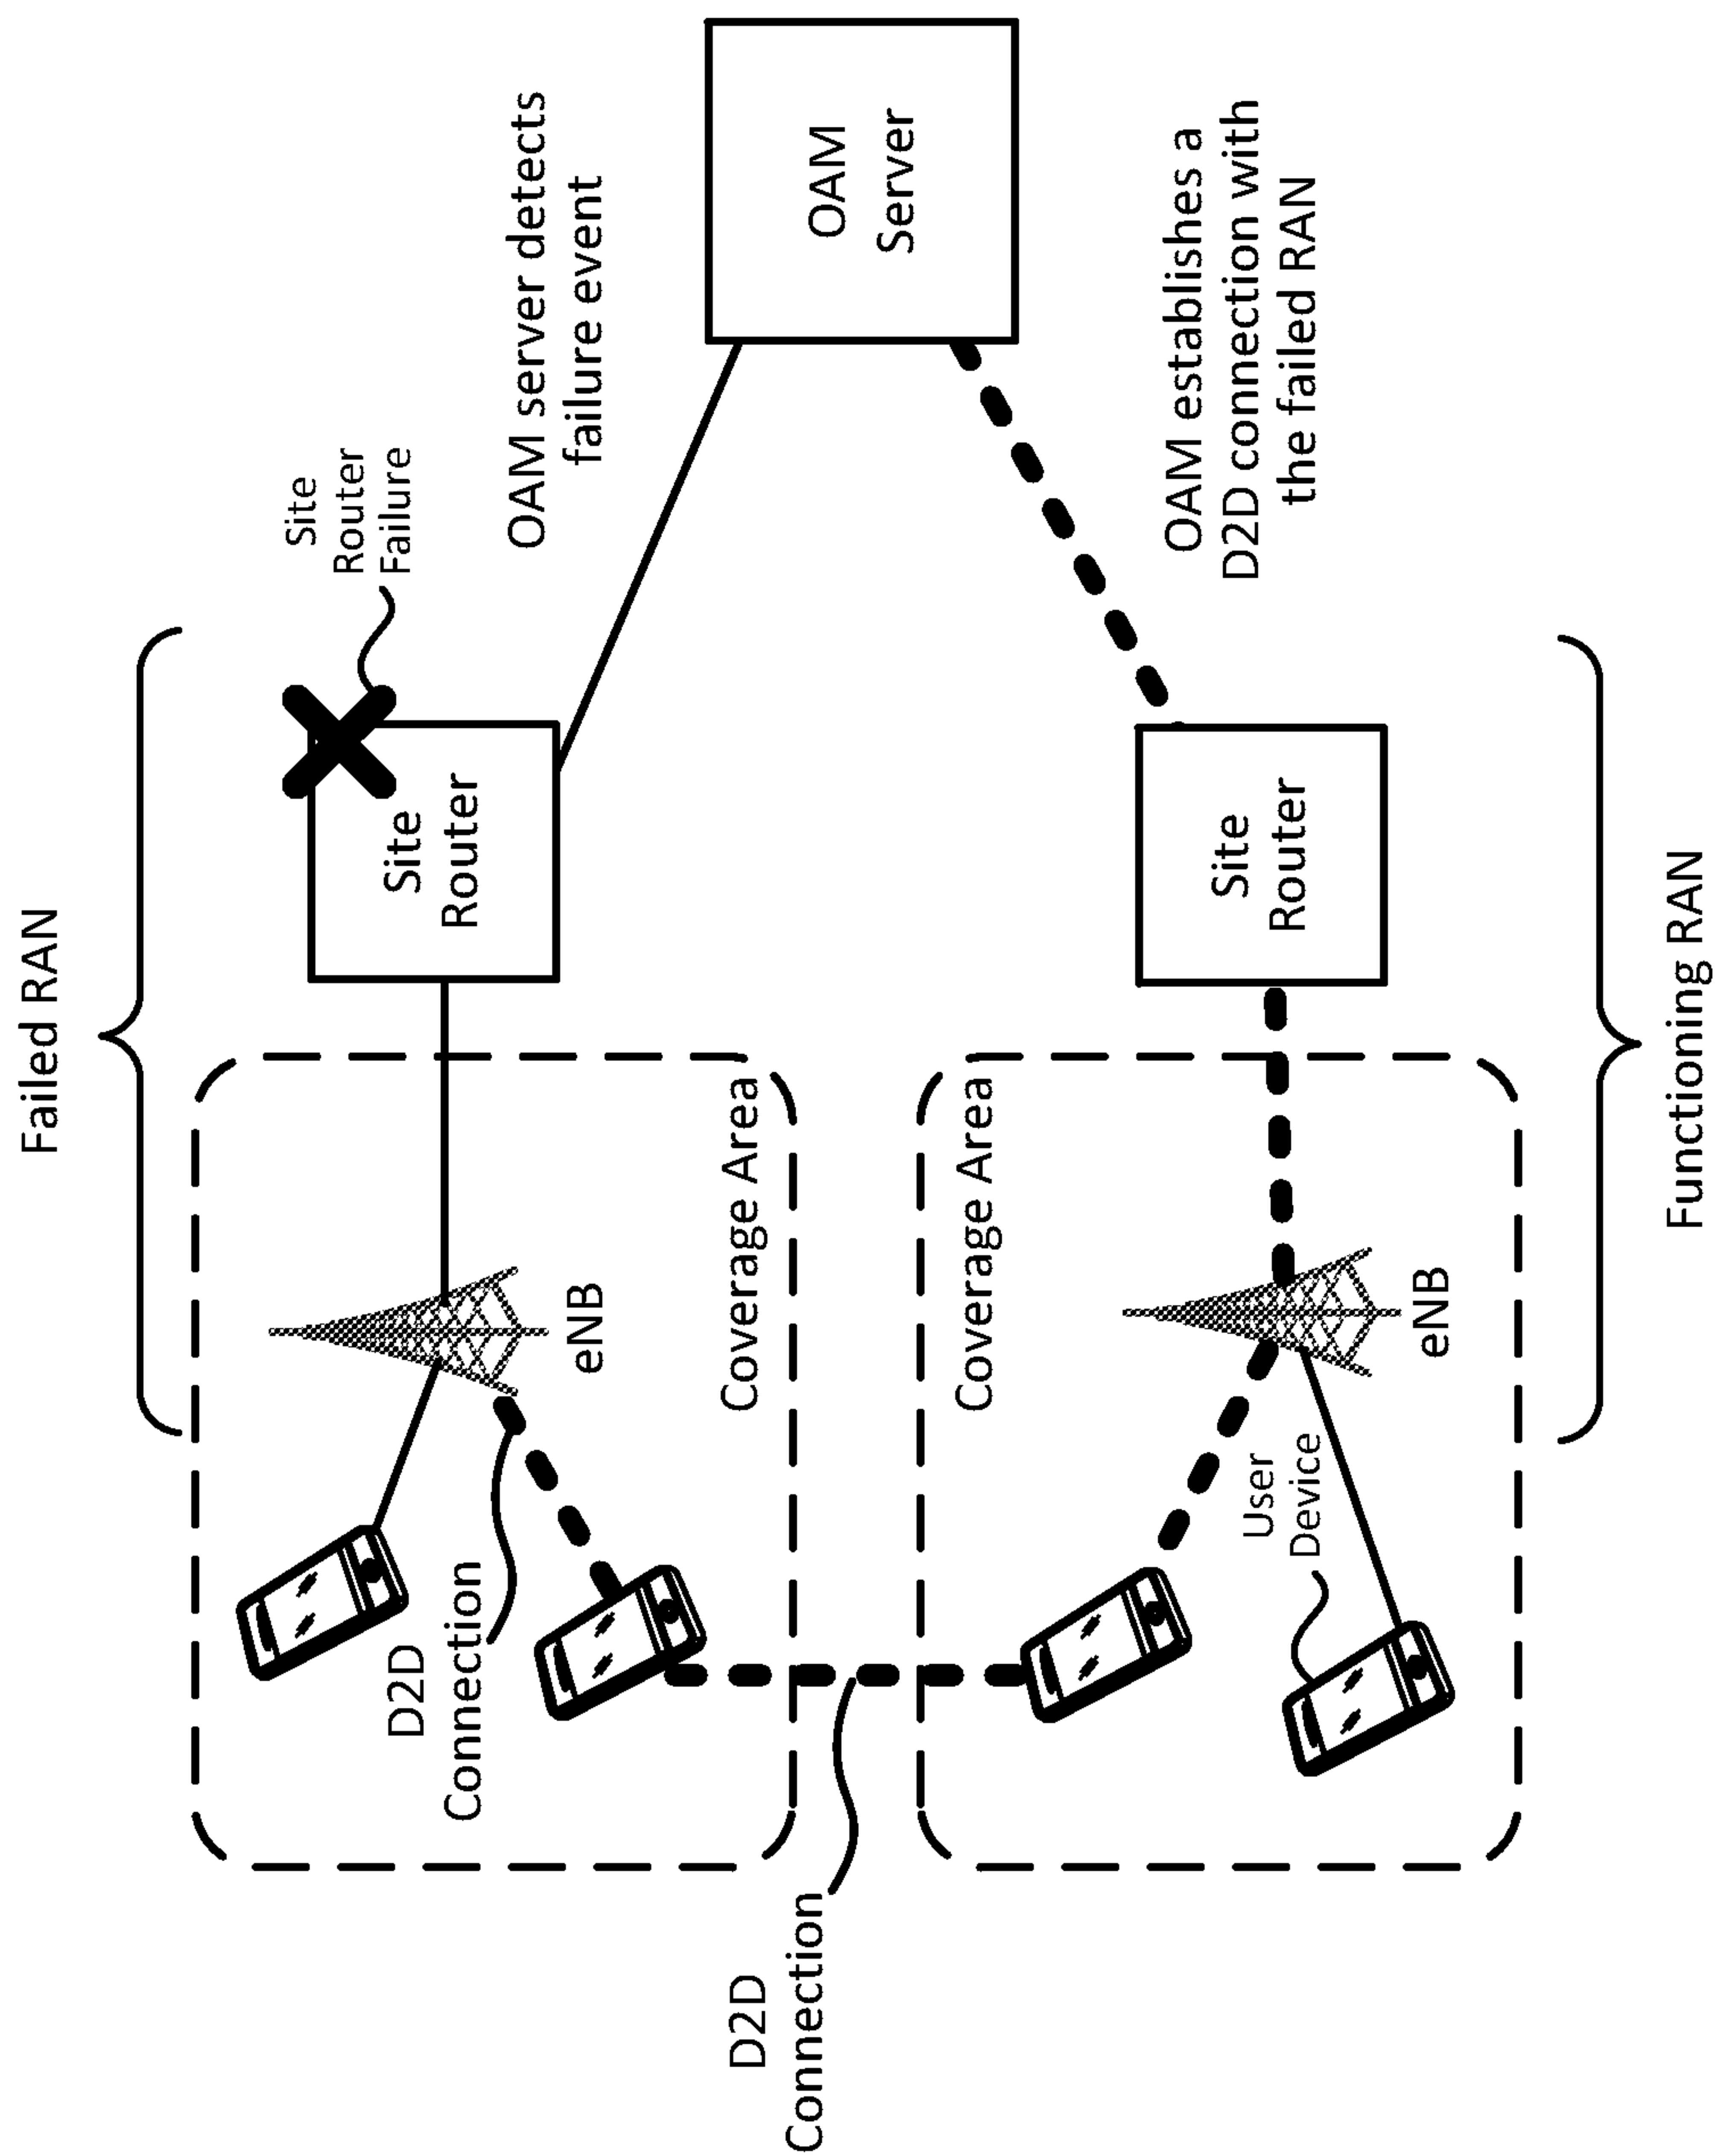 Failed RAN
Site
Router
Failure
OAM server detects
failure event
Site
Router
OAM
Server
eNB
Coverage Area
D2D
Connection
D2D
Connection
Coverage Area
User
Device
eNB
Site
Router
OAM establishes a
D2D connection with
the failed RAN
Functioning RAN